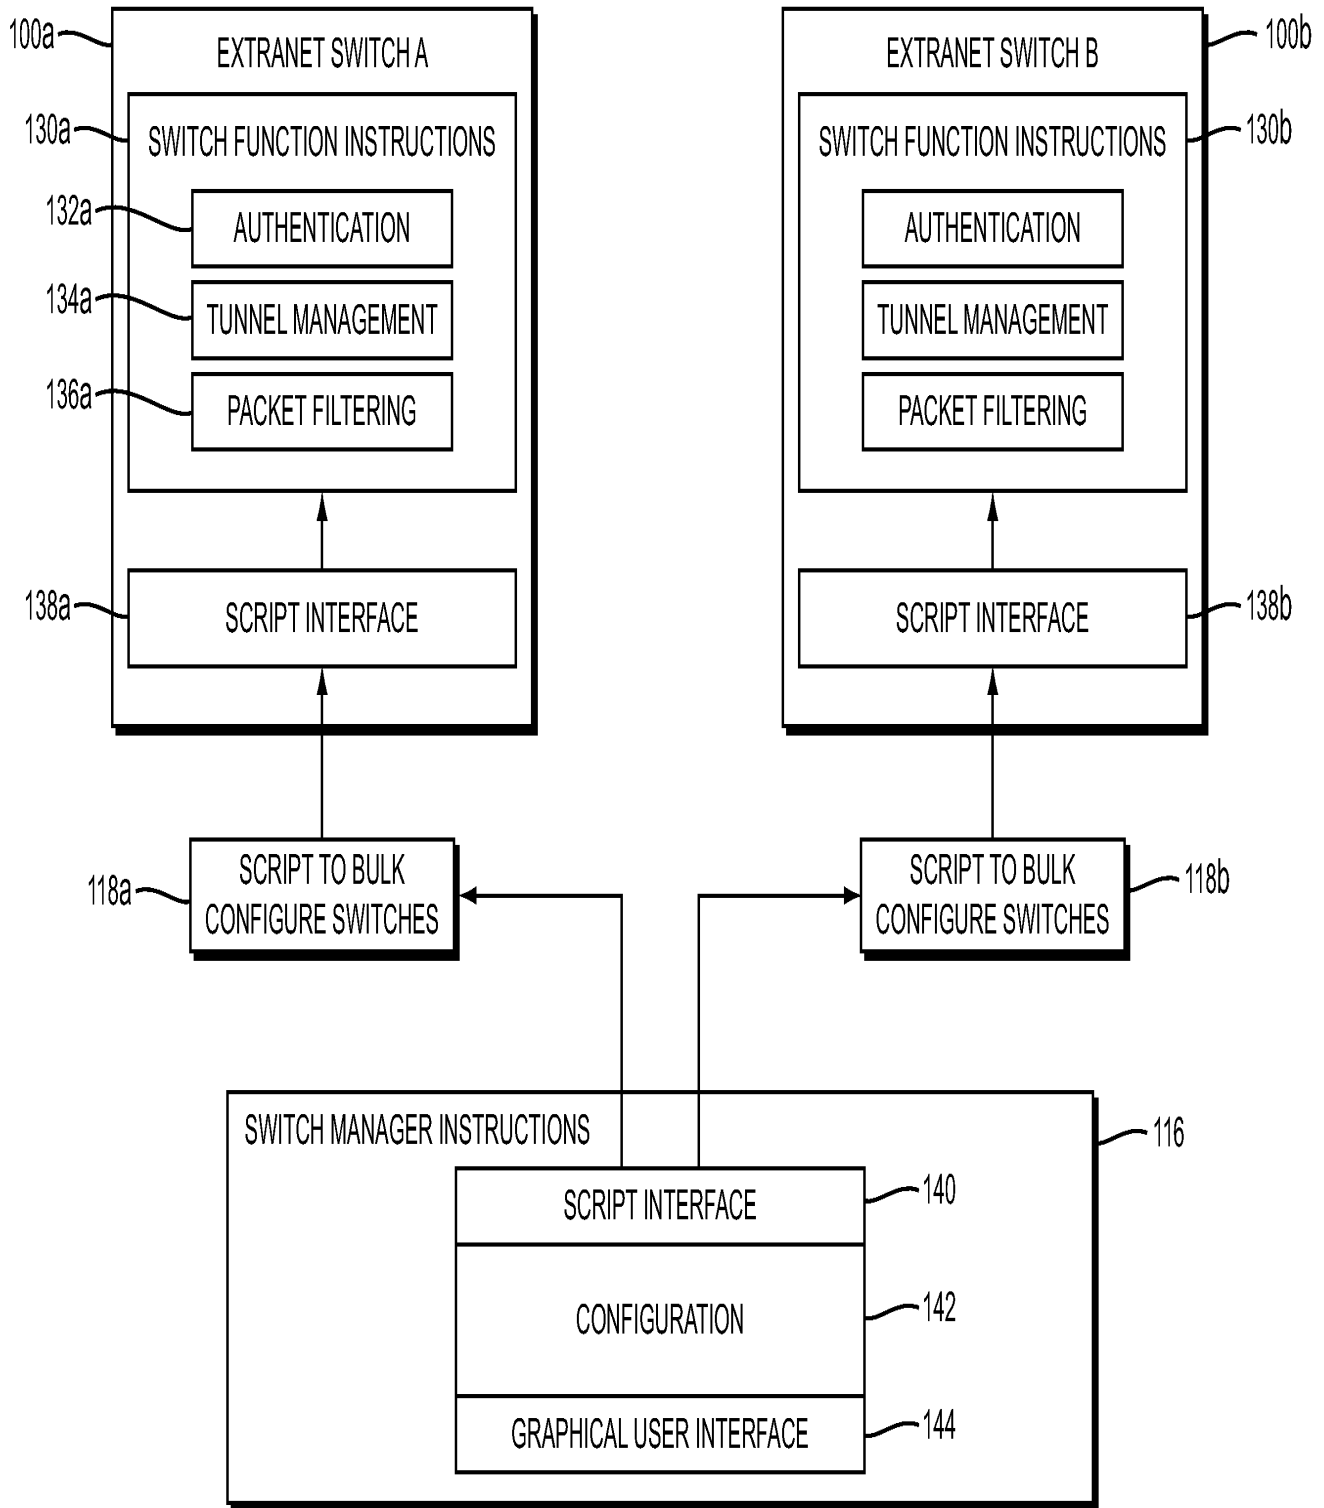 100a
EXTRANET SWITCH A
130a
SWITCH FUNCTION INSTRUCTIONS
132a
AUTHENTICATION
134a
TUNNEL MANAGEMENT
136a
PACKET FILTERING
138a
SCRIPT INTERFACE
118a
SCRIPT TO BULK
CONFIGURE SWITCHES
EXTRANET SWITCH B
100b
SWITCH FUNCTION INSTRUCTIONS
130b
AUTHENTICATION
TUNNEL MANAGEMENT
PACKET FILTERING
SCRIPT INTERFACE
138b
SCRIPT TO BULK
CONFIGURE SWITCHES
118b
SWITCH MANAGER INSTRUCTIONS
116
SCRIPT INTERFACE
140
CONFIGURATION
142
GRAPHICAL USER INTERFACE
144